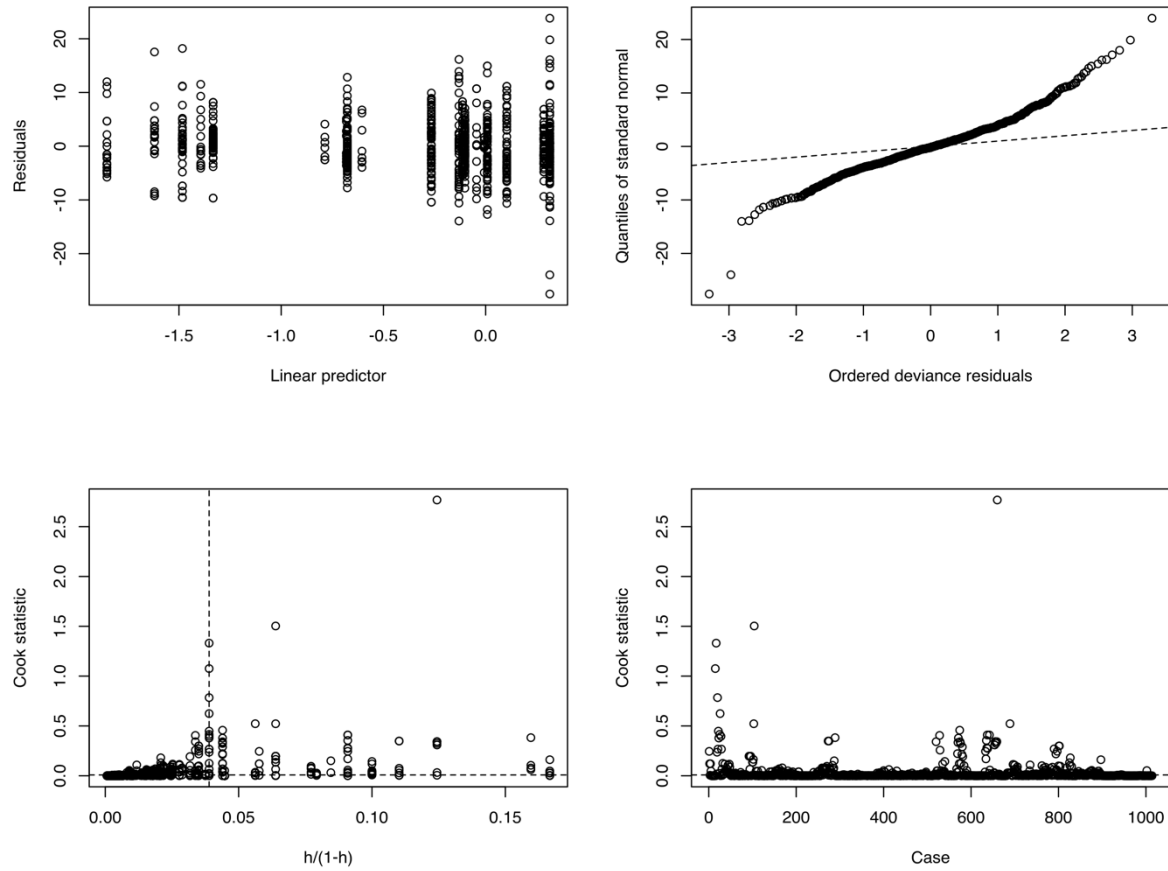 Residuals
20
10
0
-10
-20
-1.5 -1.0 -0.5 0.0
Linear predictor
Quantiles of standard normal
20
10
0
-10
-20
-3 -2 -1 0 1 2 3
Ordered deviance residuals
Cook statistic
2.5
2.0
1.5
1.0
0.5
0.0
0.00 0.05 0.10 0.15
h/(1-h)
Cook statistic
2.5
2.0
1.5
1.0
0.5
0.0
0 200 400 600 800 1000
Case